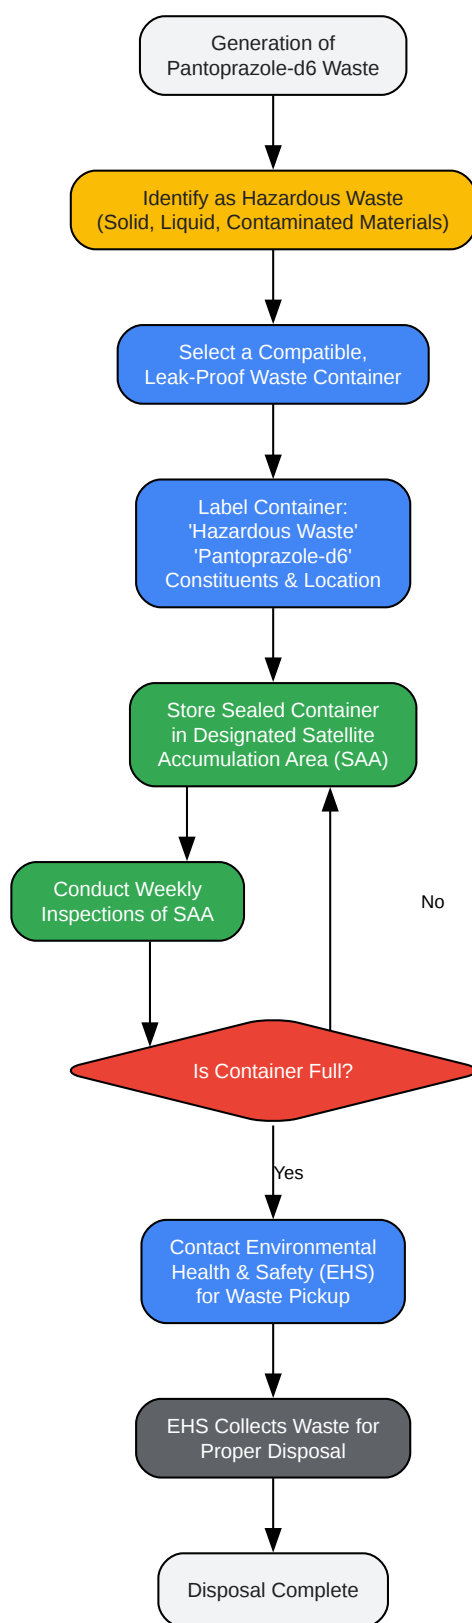 Generation of
Pantoprazole-d6 Waste
Identify as Hazardous Waste
(Solid, Liquid, Contaminated Materials)
Select a Compatible,
Leak-Proof Waste Container
Label Container:
'Hazardous Waste'
'Pantoprazole-d6'
Constituents & Location
Store Sealed Container
in Designated Satellite
Accumulation Area (SAA)
Conduct Weekly
Inspections of SAA
No
Is Container Full?
Yes
Contact Environmental
Health & Safety (EHS)
for Waste Pickup
EHS Collects Waste for
Proper Disposal
Disposal Complete